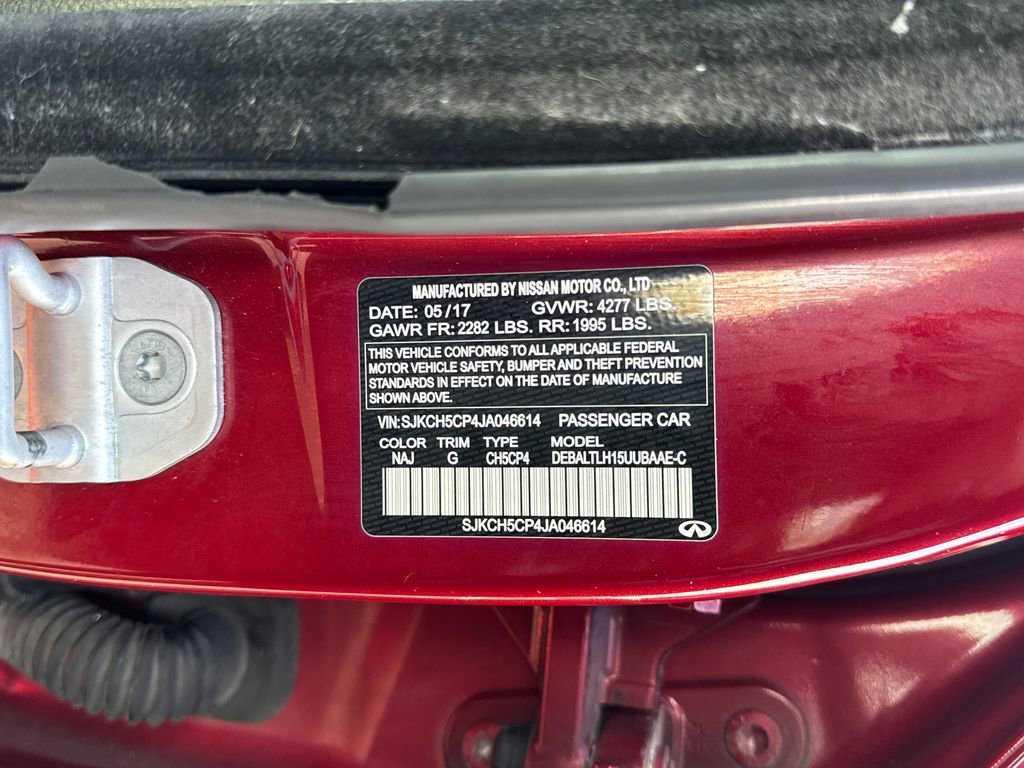 MANUFACTURED BY NISSAN MOTOR CO., LTD
DATE: 05/17 GVWR: 4277 LBS.
GAWR FR: 2282 LBS. RR: 1995 LBS.
THIS VEHICLE CONFORMS TO ALL APPLICABLE FEDERAL
MOTOR VEHICLE SAFETY, BUMPER AND THEFT PREVENTION
STANDARDS IN EFFECT ON THE DATE OF MANUFACTURE
SHOWN ABOVE.
VIN:SJKCH5CP4JA046614 PASSENGER CAR
COLOR TRIM TYPE MODEL
NAJ G CH5CP4 DEBALTLH15UUBAAE-C
SJKCH5CP4JA046614